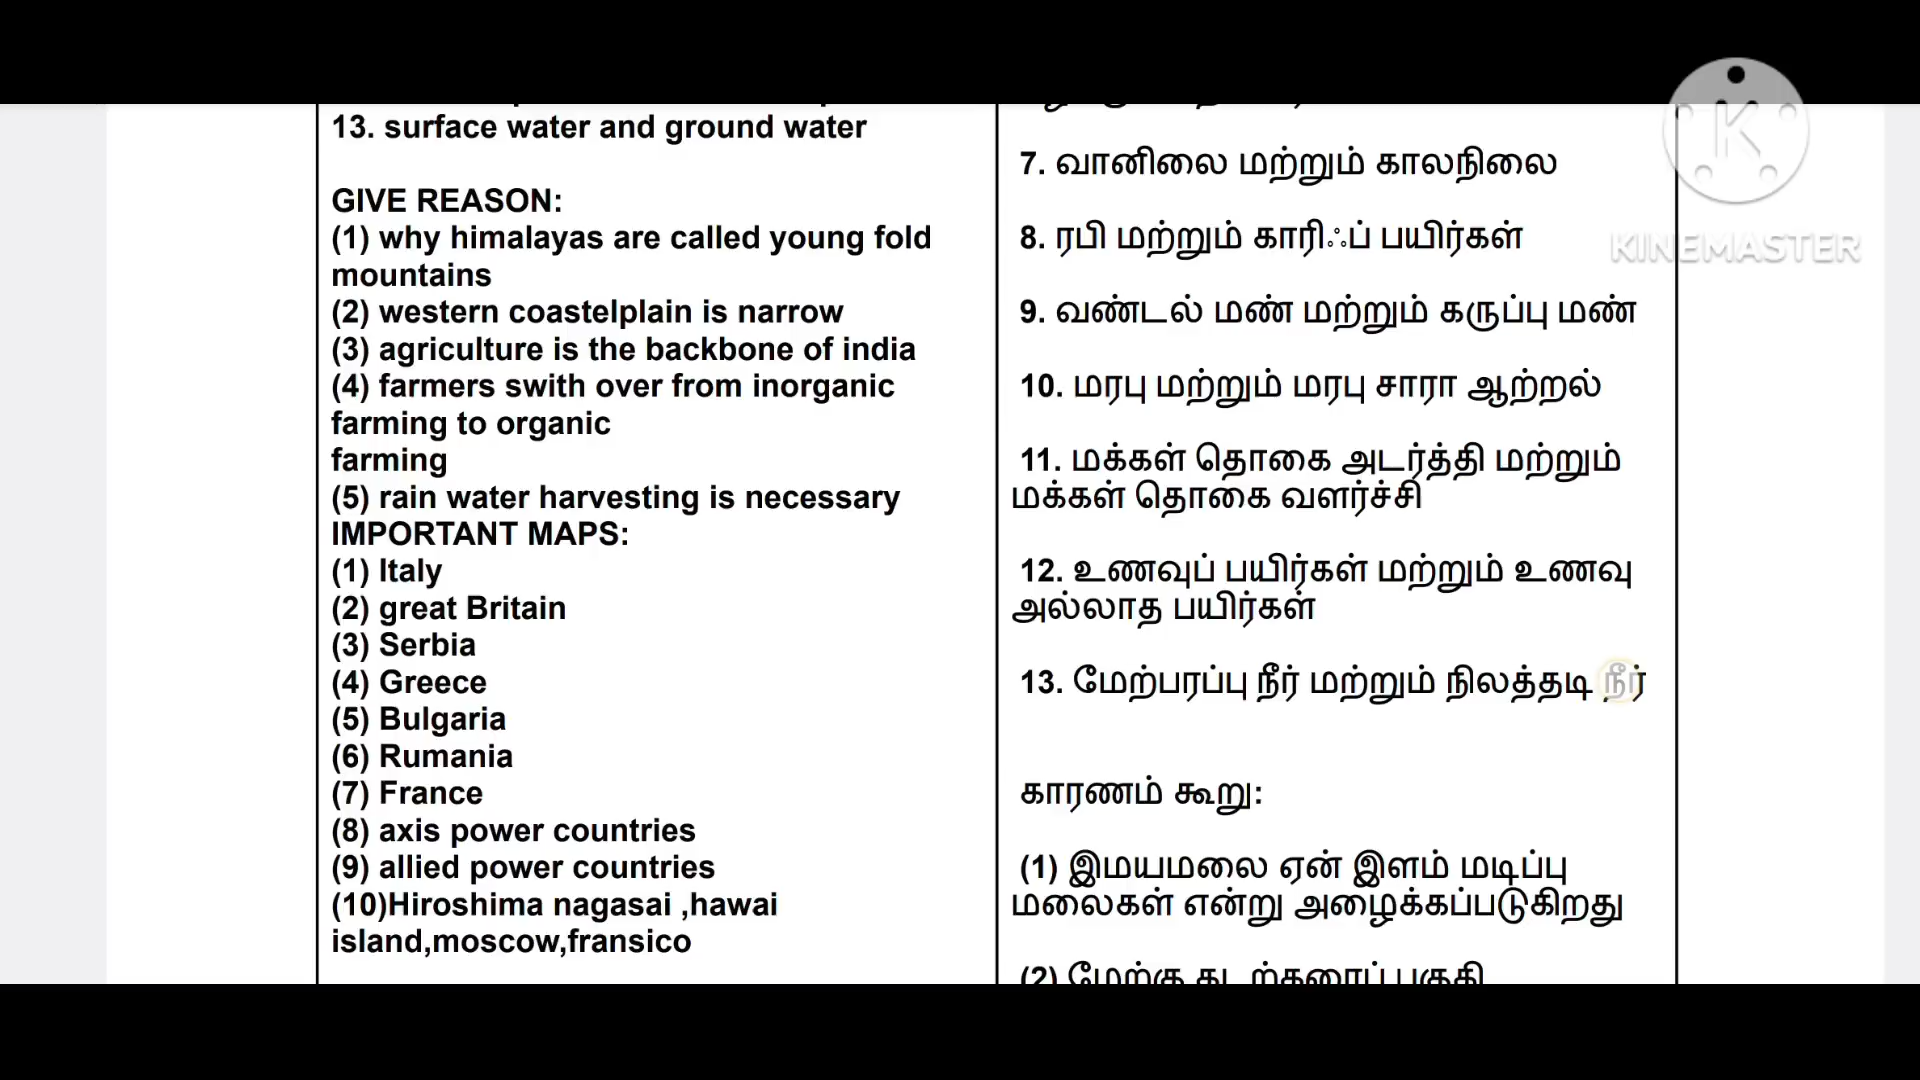 13. surface water and ground water
GIVE REASON:
(1) why himalayas are called young fold
mountains
(2) western coastelplain is narrow
(3) agriculture is the backbone of india
(4) farmers swith over from inorganic
farming to organic
farming
(5) rain water harvesting is necessary
IMPORTANT MAPS:
(1) Italy
(2) great Britain
(3) Serbia
(4) Greece
(5) Bulgaria
(6) Rumania
(7) France
(8) axis power countries
(9) allied power countries
(10)Hiroshima nagasai ,hawai
island,moscow,fransico
7. வானிலை மற்றும் காலநிலை
8. ரபி மற்றும் காரிஃப் பயிர்கள்
9. வண்டல் மண் மற்றும் கருப்பு மண்
10. மரபு மற்றும் மரபு சாரா ஆற்றல்
11. மக்கள் தொகை அடர்த்தி மற்றும்
மக்கள் தொகை வளர்ச்சி
12. உணவுப் பயிர்கள் மற்றும் உணவு
அல்லாத பயிர்கள்
13. மேற்பரப்பு நீர் மற்றும் நிலத்தடி நீர்
காரணம் கூறு:
(1) இமயமலை ஏன் இளம் மடிப்பு
மலைகள் என்று அழைக்கப்படுகிறது
(2) மேற்கு கடற்கரைப் பகுதி
K
KINEMASTER